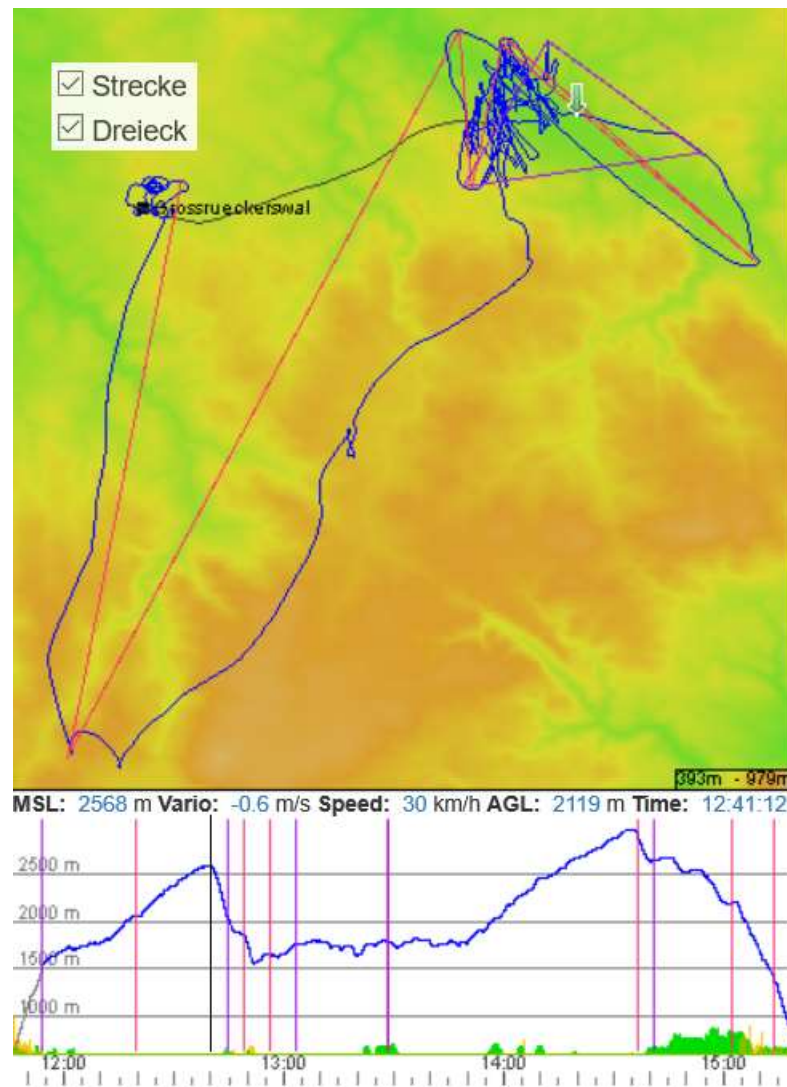 Strecke
Dreieck
Grossrueckerswal
393m - 979m
MSL: 2568 m Vario: -0.6 m/s Speed: 30 km/h AGL: 2119 m Time: 12:41:12
2500 m
2000 m
1500 m
1000 m
12:00 13:00 14:00 15:00